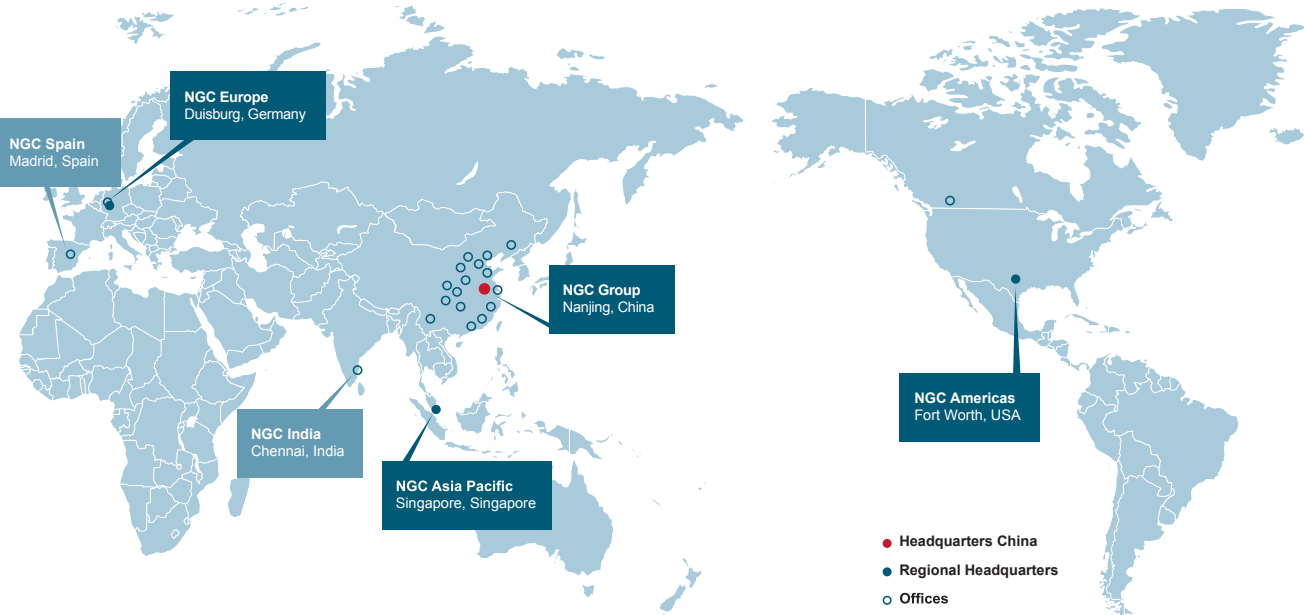 NGC Europe
Duisburg, Germany
NGC Spain
Madrid, Spain
NGC Group
Nanjing, China
NGC Americas
Fort Worth, USA
NGC India
Chennai, India
NGC Asia Pacific
Singapore, Singapore
Headquarters China
Regional Headquarters
Offices